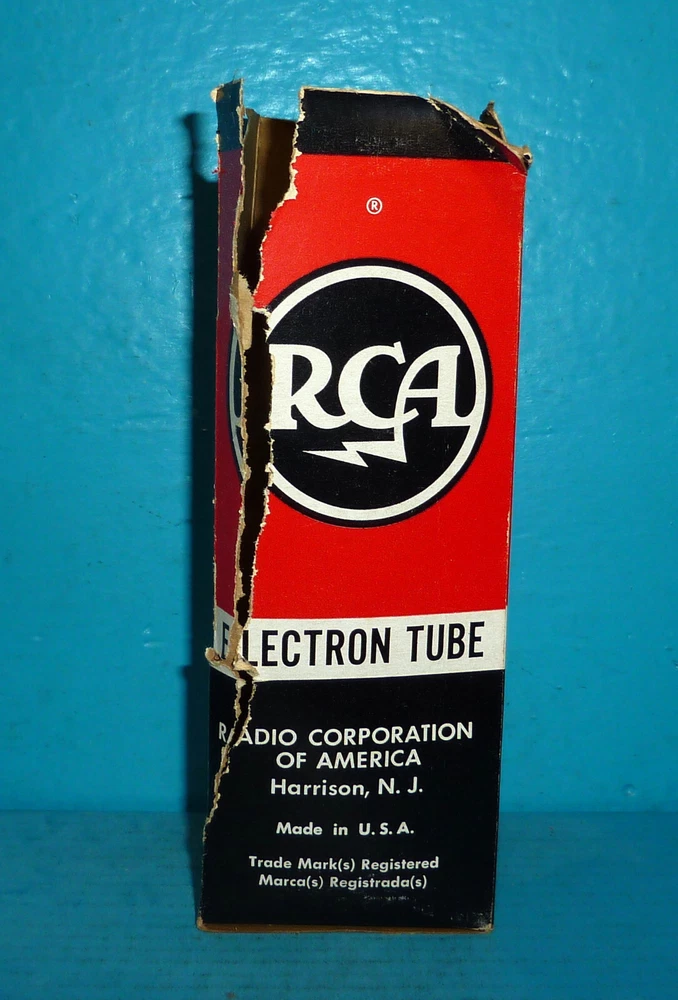 ®
RCA
ELECTRON TUBE
RADIO CORPORATION
OF AMERICA
Harrison, N. J.
Made in U.S.A.
Trade Mark(s) Registered
Marca(s) Registrada(s)